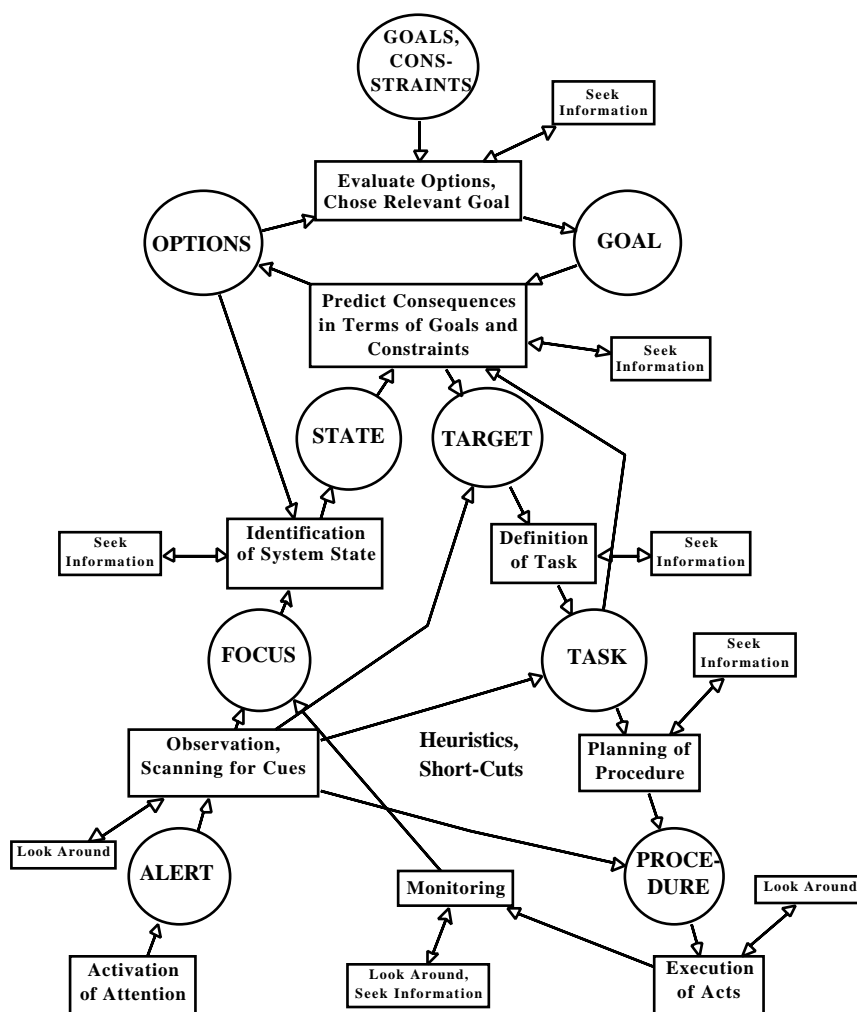 GOALS,
CONS-
STRAINTS
Seek
Information
Evaluate Options,
Chose Relevant Goal
OPTIONS
GOAL
Predict Consequences
in Terms of Goals and
Constraints
Seek
Information
STATE
TARGET
Seek
Information
Identification
of System State
Definition
of Task
Seek
Information
FOCUS
TASK
Seek
Information
Observation,
Scanning for Cues
Heuristics,
Short-Cuts
Planning of
Procedure
Look Around
ALERT
Monitoring
PROCE-
DURE
Look Around
Activation
of Attention
Look Around,
Seek Information
Execution
of Acts